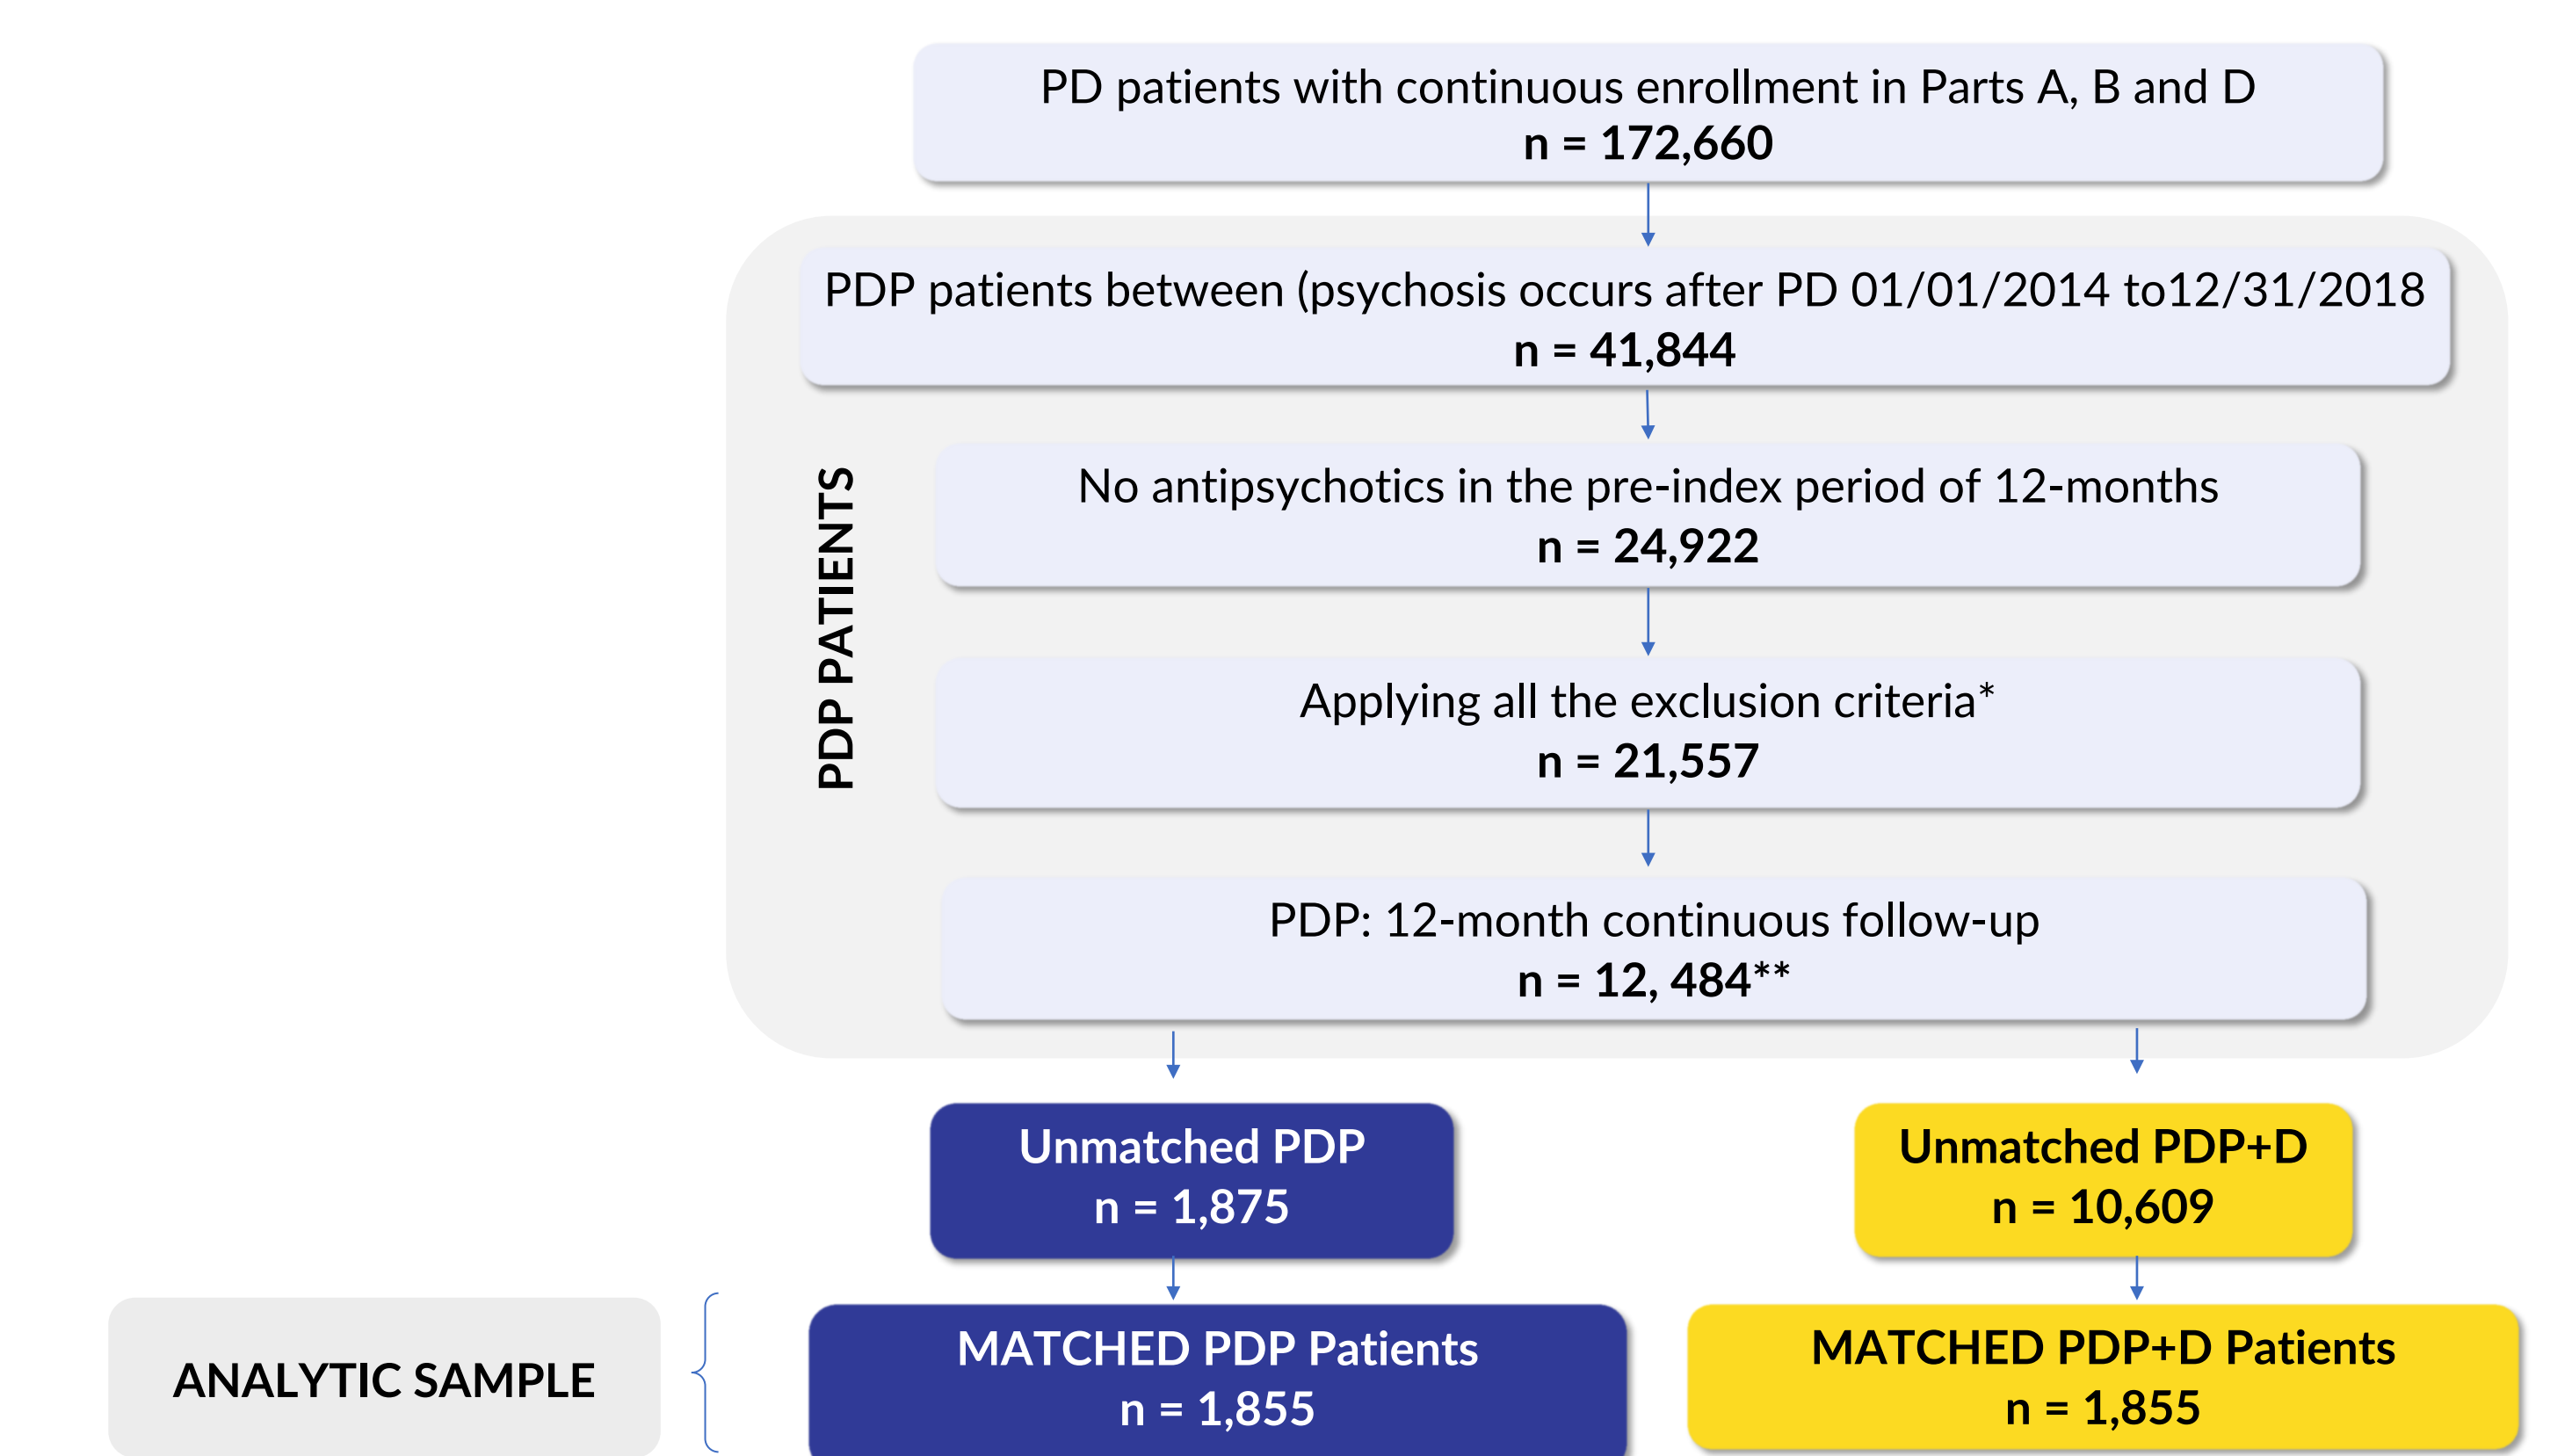 PD patients with continuous enrollment in Parts A, B and D
n = 172,660
PDP patients between (psychosis occurs after PD 01/01/2014 to12/31/2018
n = 41,844
PDP PATIENTS
No antipsychotics in the pre-index period of 12-months
n = 24,922
Applying all the exclusion criteria*
n = 21,557
PDP: 12-month continuous follow-up
n = 12, 484**
Unmatched PDP
n = 1,875
Unmatched PDP+D
n = 10,609
ANALYTIC SAMPLE
MATCHED PDP Patients
n = 1,855
MATCHED PDP+D Patients
n = 1,855